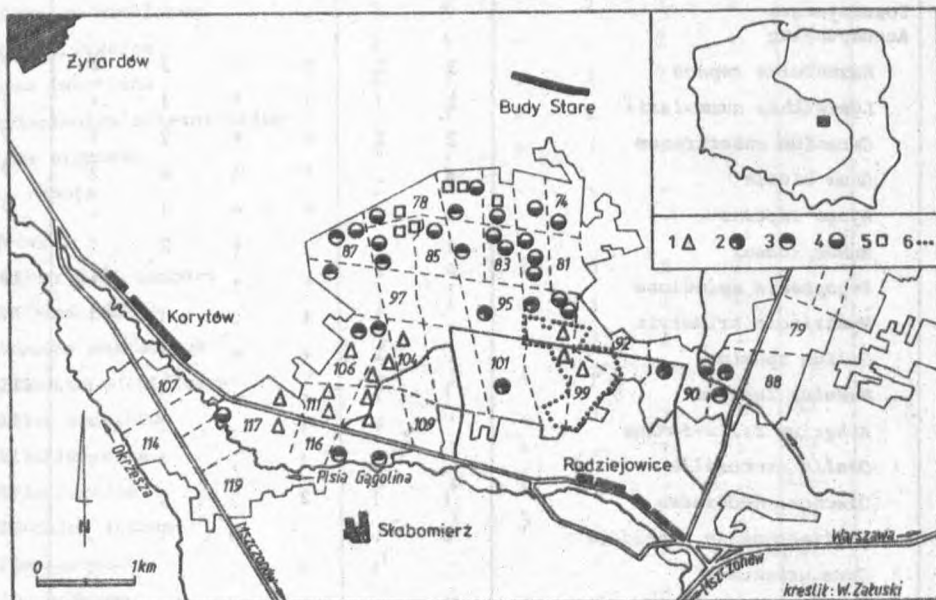 Żyrardów
Budy Stare
1 2 3 4 5 6
78
74
87
85
83
81
97
95
77
92
106
104
101
99
90
88
107
111
109
117
116
114
119
Korytów
Okrzesza
Pisia Gągolina
Radziejowice
Słabomierz
Mszczonów
Warszawa
Mszczonów
N
0 1km
kreślił: W. Załuski